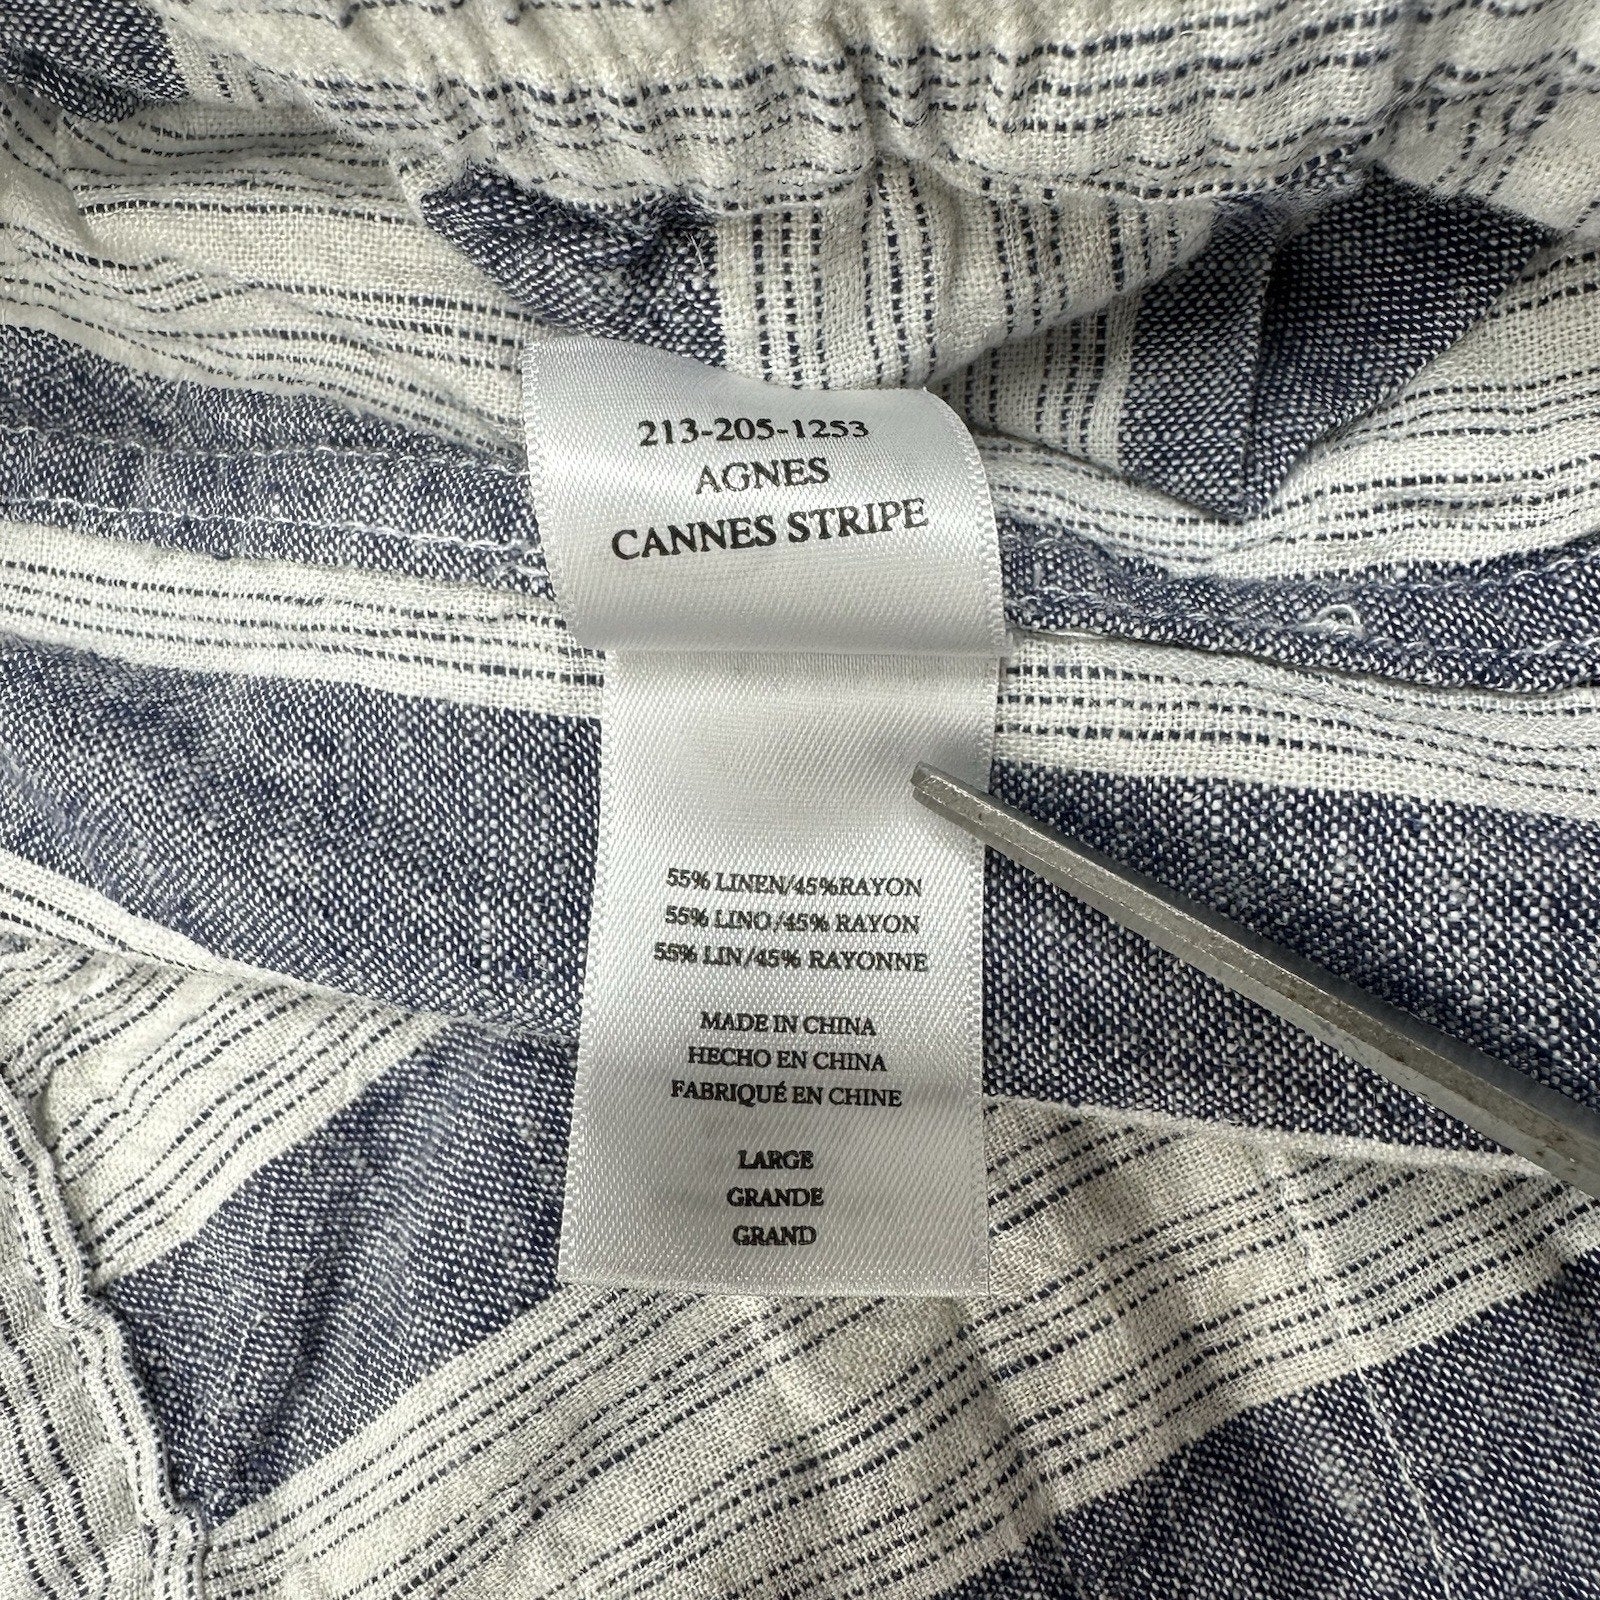 213-205-1253
AGNES
CANNES STRIPE
55% LINEN/45%RAYON
55% LINO/45% RAYON
55% LIN/45% RAYONNE
MADE IN CHINA
HECHO EN CHINA
FABRIQUÉ EN CHINE
LARGE
GRANDE
GRAND